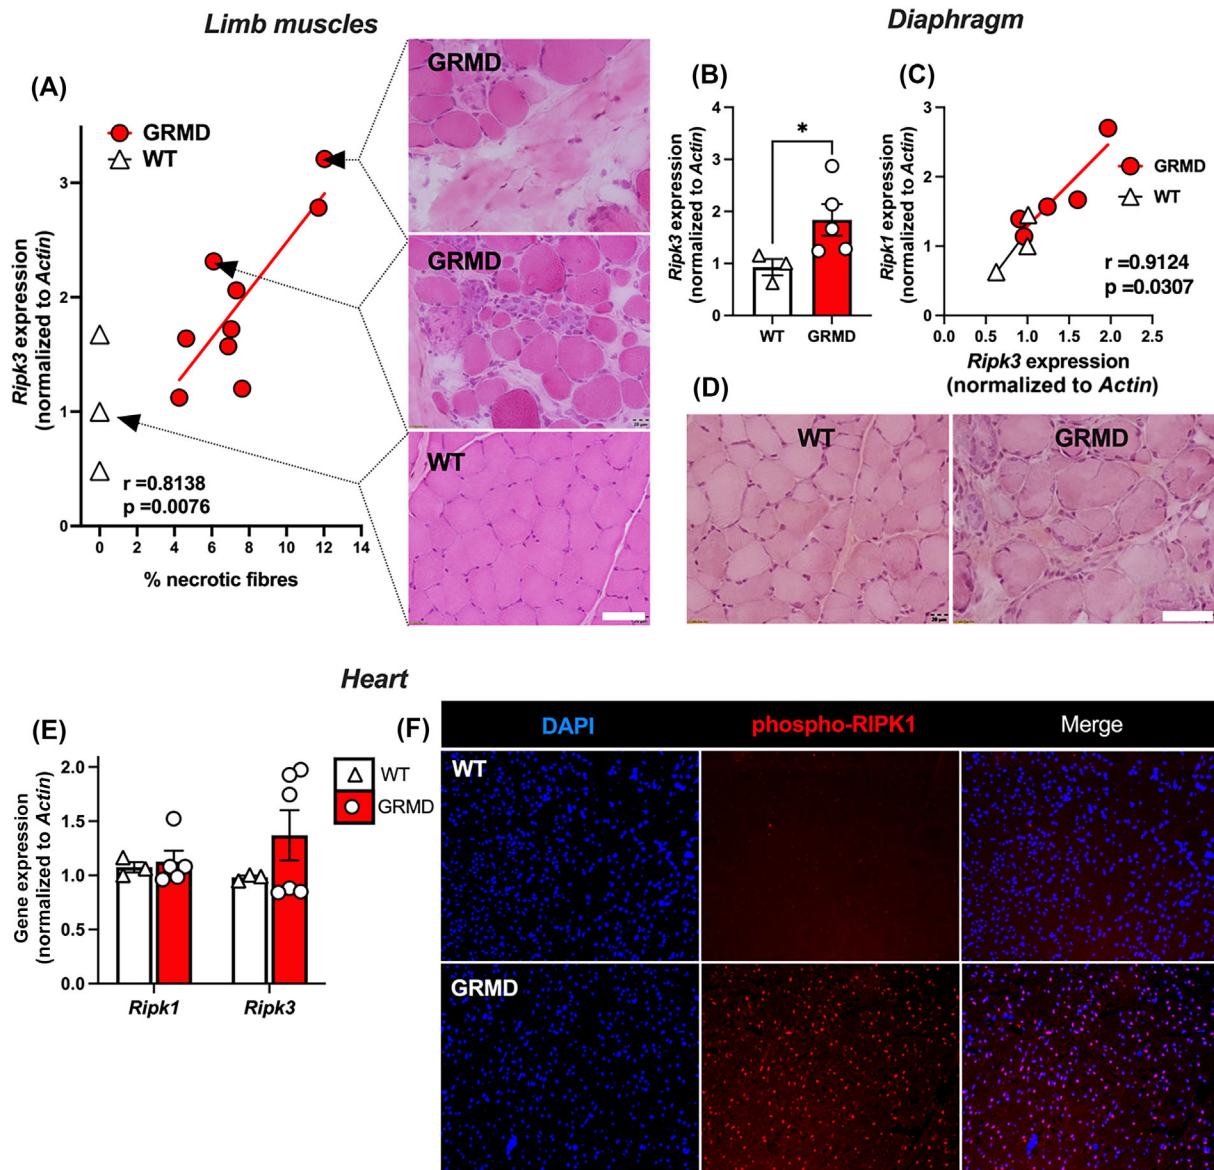 Limb muscles
Diaphragm
(A)
GRMD
WT
Ripk3 expression
(normalized to Actin)
3
2
1
0
0 2 4 6 8 10 12 14
% necrotic fibres
r =0.8138
p =0.0076
GRMD
GRMD
20 µm
WT
(B)
Ripk3 expression
(normalized to Actin)
4
3
2
1
0
*
WT GRMD
(C)
Ripk1 expression
(normalized to Actin)
3
2
1
0
0.0 0.5 1.0 1.5 2.0 2.5
GRMD
WT
r =0.9124
p =0.0307
Ripk3 expression
(normalized to Actin)
(D)
WT
20 µm
GRMD
Heart
(E)
Gene expression
(normalized to Actin)
2.0
1.5
1.0
0.5
0.0
Ripk1 Ripk3
WT
GRMD
(F)
DAPI phospho-RIPK1 Merge
WT
GRMD